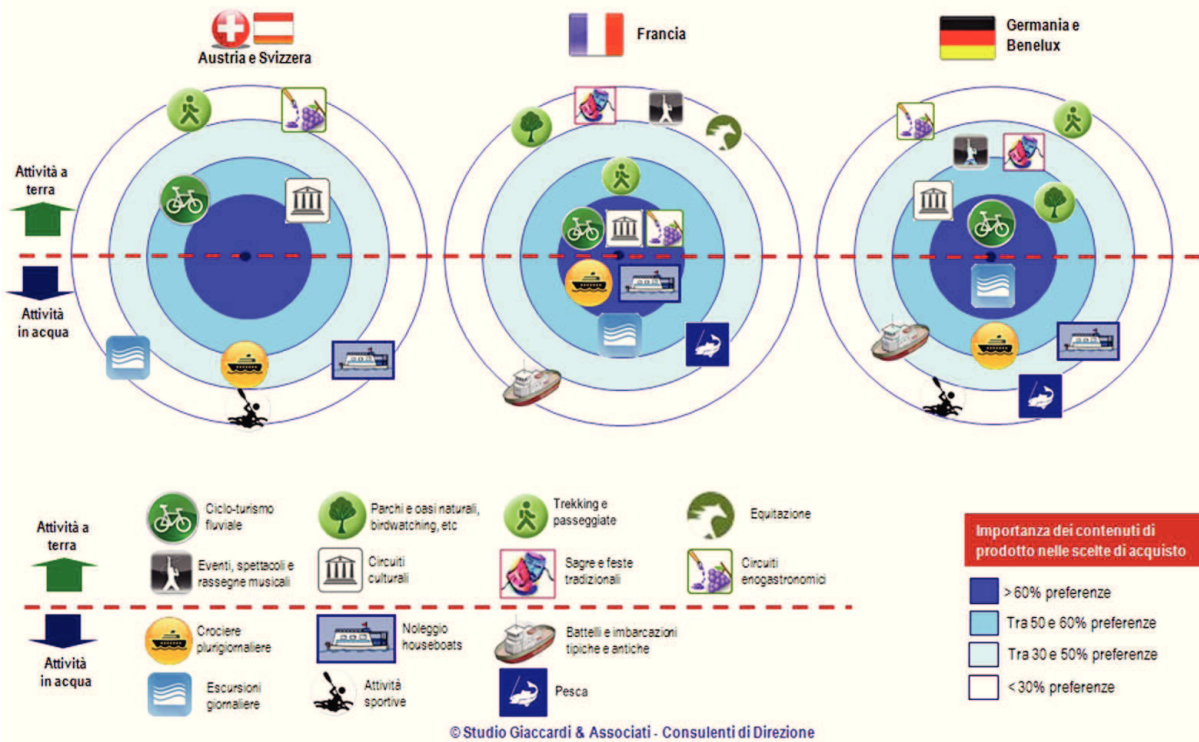 Austria e Svizzera
Francia
Germania e
Benelux
Attività a
terra
Attività
in acqua
Ciclo-turismo
fluviale
Parchi e oasi naturali,
birdwatching, etc
Trekking e
passeggiate
Equitazione
Attività a
terra
Eventi, spettacoli e
rassegne musicali
Circuiti
culturali
Sagre e feste
tradizionali
Circuiti
enogastronomici
Attività
in acqua
Crociere
plurigiornaliere
Noleggio
houseboats
Battelli e imbarcazioni
tipiche e antiche
Escursioni
giornaliere
Attività
sportive
Pesca
Importanza dei contenuti di
prodotto nelle scelte di acquisto
> 60% preferenze
Tra 50 e 60% preferenze
Tra 30 e 50% preferenze
< 30% preferenze
© Studio Giaccardi & Associati - Consulenti di Direzione